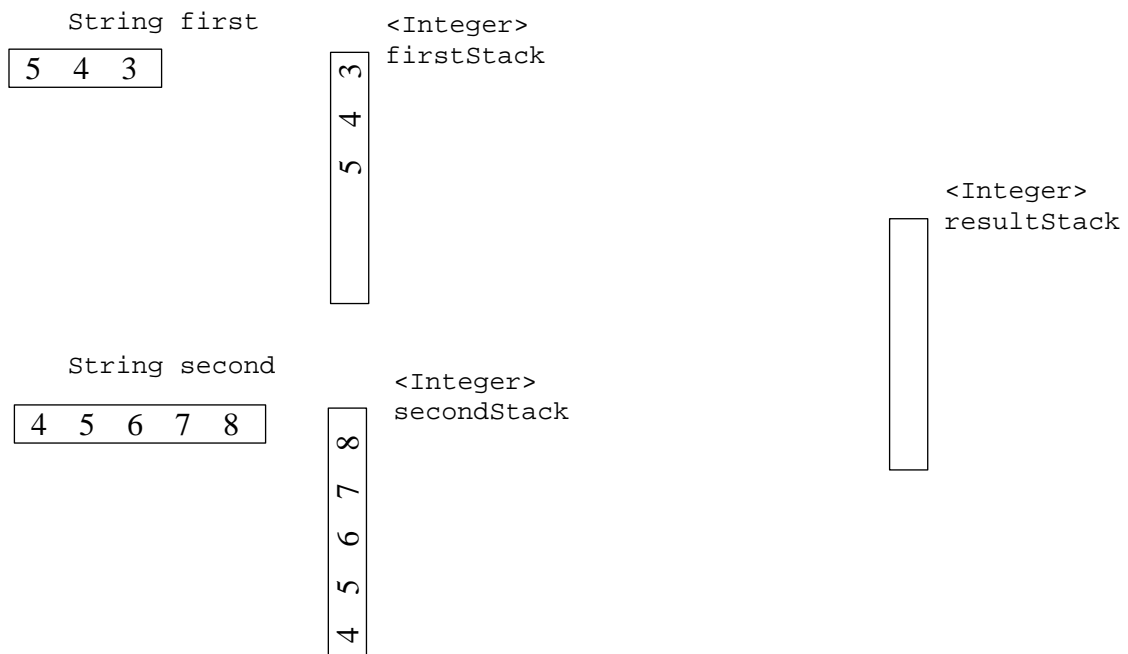 String first
5 4 3
<Integer>
firstStack
3
4
5
<Integer>
resultStack
String second
4 5 6 7 8
<Integer>
secondStack
8
7
6
5
4